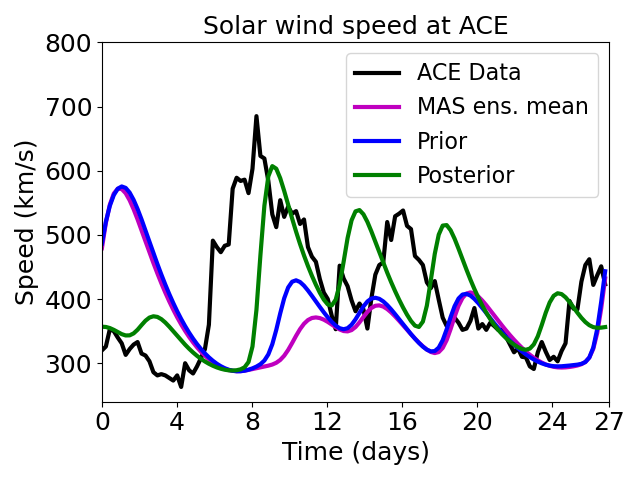 Solar wind speed at ACE
800
700
600
500
400
300
Speed (km/s)
ACE Data
MAS ens. mean
Prior
Posterior
0 4 8 12 16 20 24 27
Time (days)